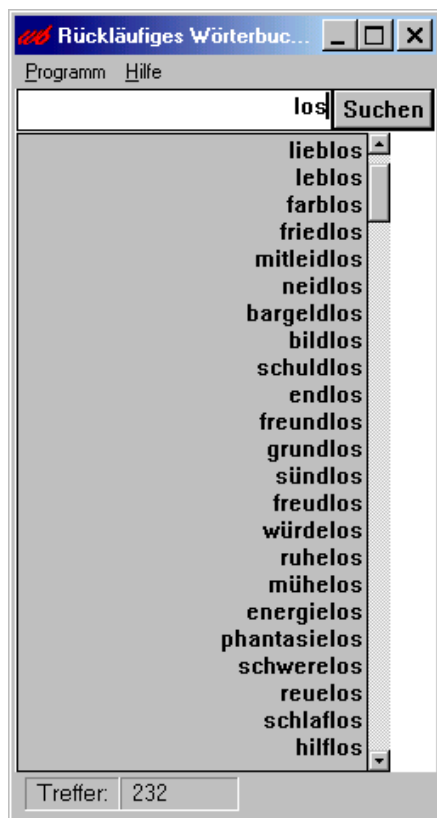 wb Rückläufiges Wörterbuc...
Programm Hilfe
los Suchen
lieblos
leblos
farblos
friedlos
mitleidlos
neidlos
bargeldlos
bildlos
schuldlos
endlos
freundlos
grundlos
sündlos
freudlos
würdelos
ruhelos
mühelos
energielos
phantasielos
schwerelos
reuelos
schlaflos
hilflos
Treffer: 232